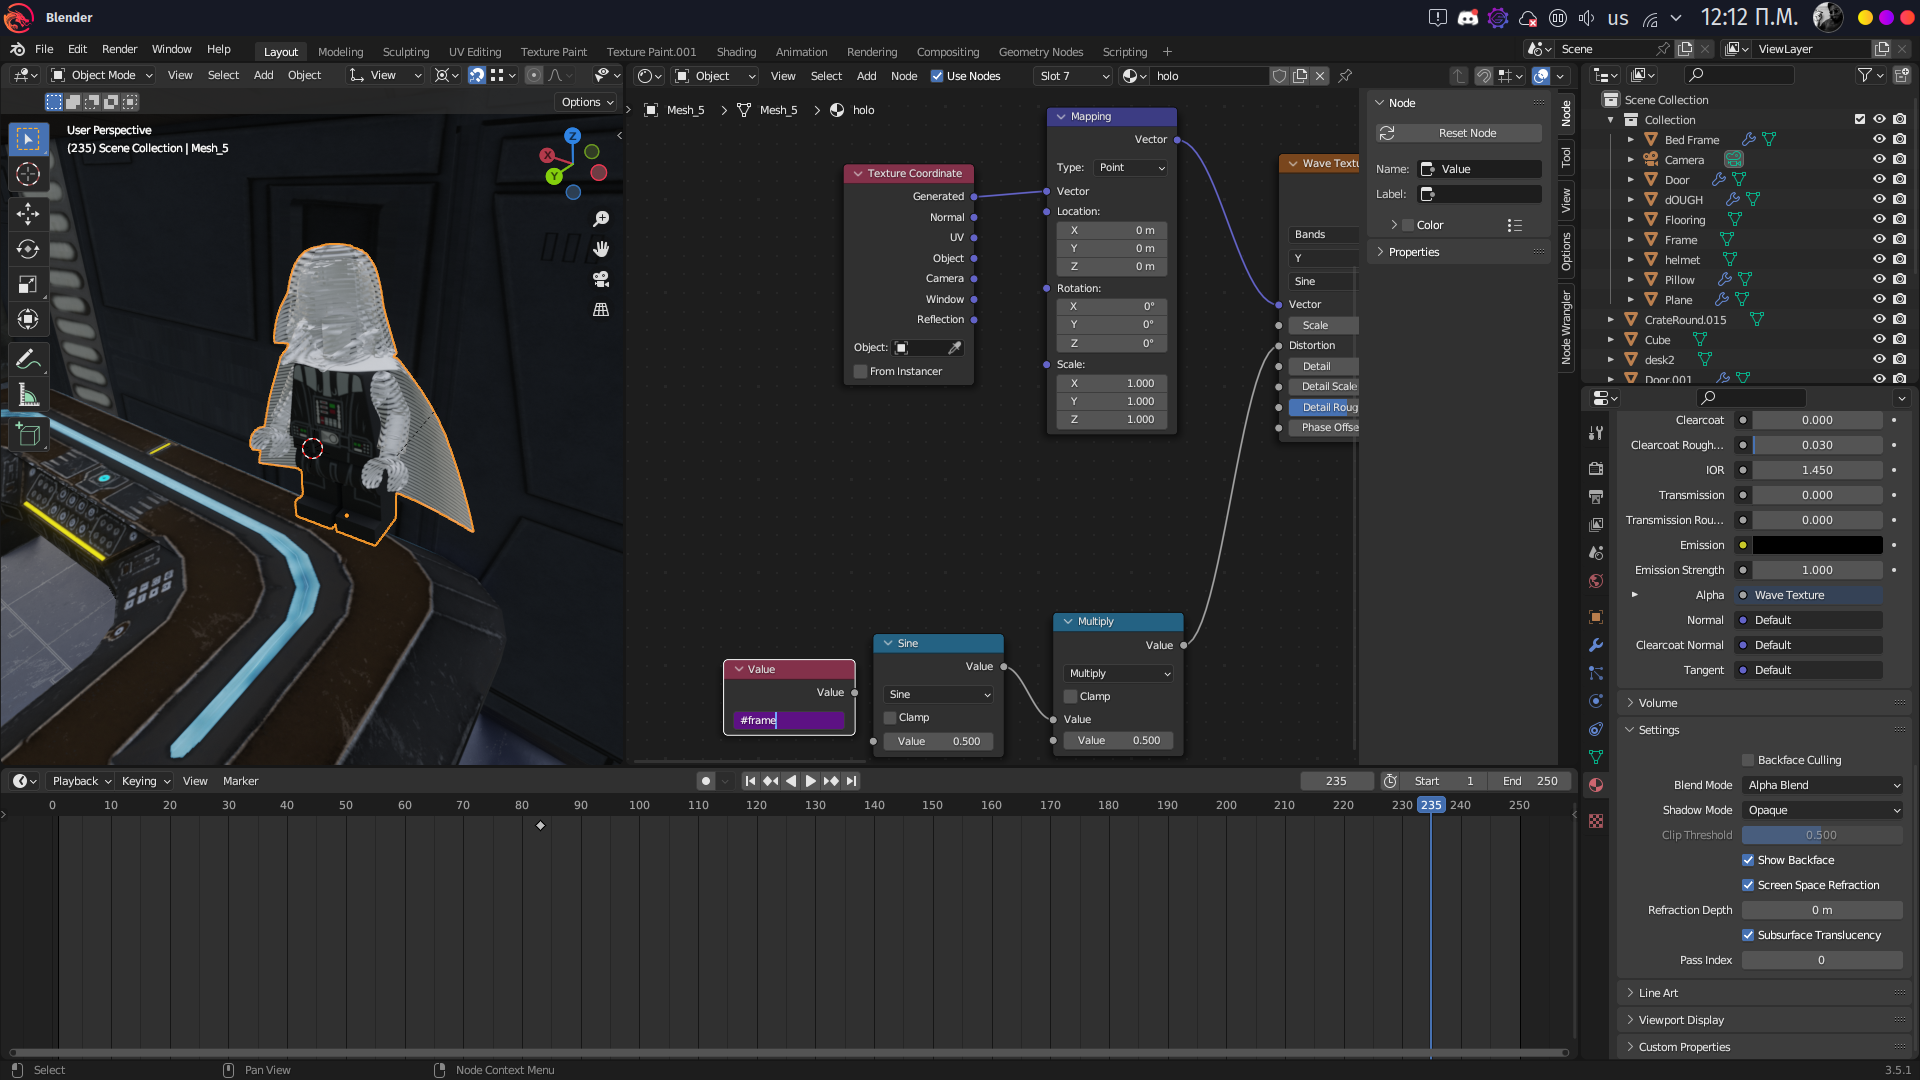 Blender
us
12:12 П.М.
File Edit Render Window Help
Layout Modeling Sculpting UV Editing Texture Paint Texture Paint.001 Shading Animation Rendering Compositing Geometry Nodes Scripting +
Scene
ViewLayer
Object Mode View Select Add Object View
Object View Select Add Node Use Nodes Slot 7 holo
Options
User Perspective
(235) Scene Collection | Mesh_5
Z
X
Y
Mesh_5 > Mesh_5 > holo
Texture Coordinate
Generated
Normal
UV
Object
Camera
Window
Reflection
Object:
From Instancer
Mapping
Vector
Type: Point
Vector
Location:
X 0 m
Y 0 m
Z 0 m
Rotation:
X 0°
Y 0°
Z 0°
Scale:
X 1.000
Y 1.000
Z 1.000
Wave Textu
Bands
Y
Sine
Vector
Scale
Distortion
Detail
Detail Scale
Detail Roug
Phase Offse
Value
Value
#frame
Sine
Value
Sine
Clamp
Value 0.500
Multiply
Value
Multiply
Clamp
Value
Value 0.500
Node
Reset Node
Name: Value
Label:
Color
Properties
Node
Tool
View
Options
Node Wrangler
Scene Collection
Collection
Bed Frame
Camera
Door
dOUGH
Flooring
Frame
helmet
Pillow
Plane
CrateRound.015
Cube
desk2
Door.001
Clearcoat 0.000
Clearcoat Rough... 0.030
IOR 1.450
Transmission 0.000
Transmission Rou... 0.000
Emission
Emission Strength 1.000
Alpha Wave Texture
Normal Default
Clearcoat Normal Default
Tangent Default
Volume
Settings
Backface Culling
Blend Mode Alpha Blend
Shadow Mode Opaque
Clip Threshold 0.500
Show Backface
Screen Space Refraction
Refraction Depth 0 m
Subsurface Translucency
Pass Index 0
Line Art
Viewport Display
Custom Properties
Playback Keying View Marker
235 Start 1 End 250
0 10 20 30 40 50 60 70 80 90 100 110 120 130 140 150 160 170 180 190 200 210 220 230 235 240 250
Select Pan View Node Context Menu
3.5.1